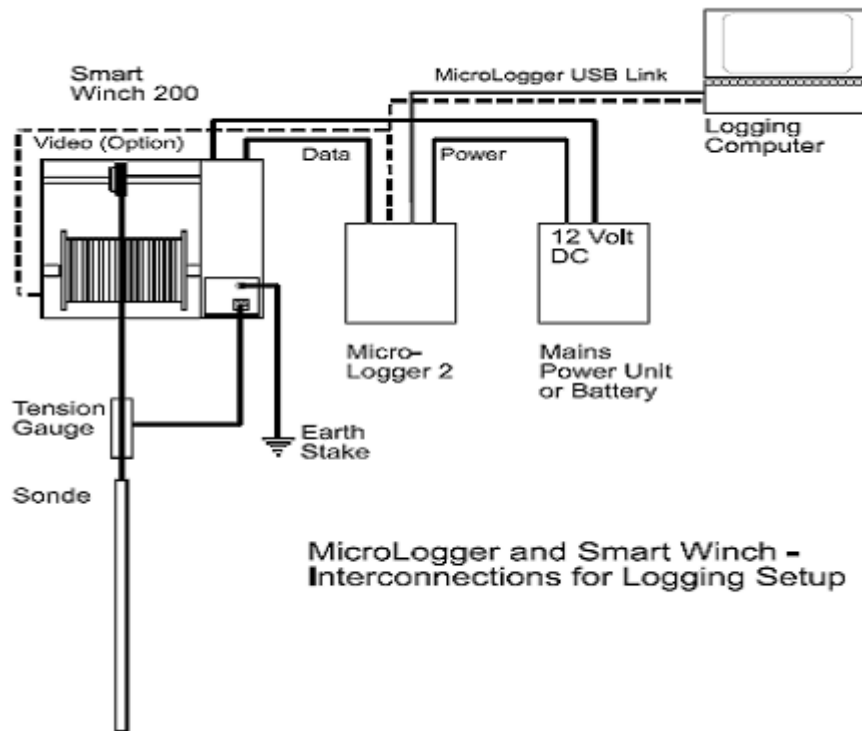 Smart
Winch 200
MicroLogger USB Link
Logging
Computer
Video (Option)
Data
Power
12 Volt
DC
Micro-
Logger 2
Mains
Power Unit
or Battery
Tension
Gauge
Earth
Stake
Sonde
MicroLogger and Smart Winch -
Interconnections for Logging Setup